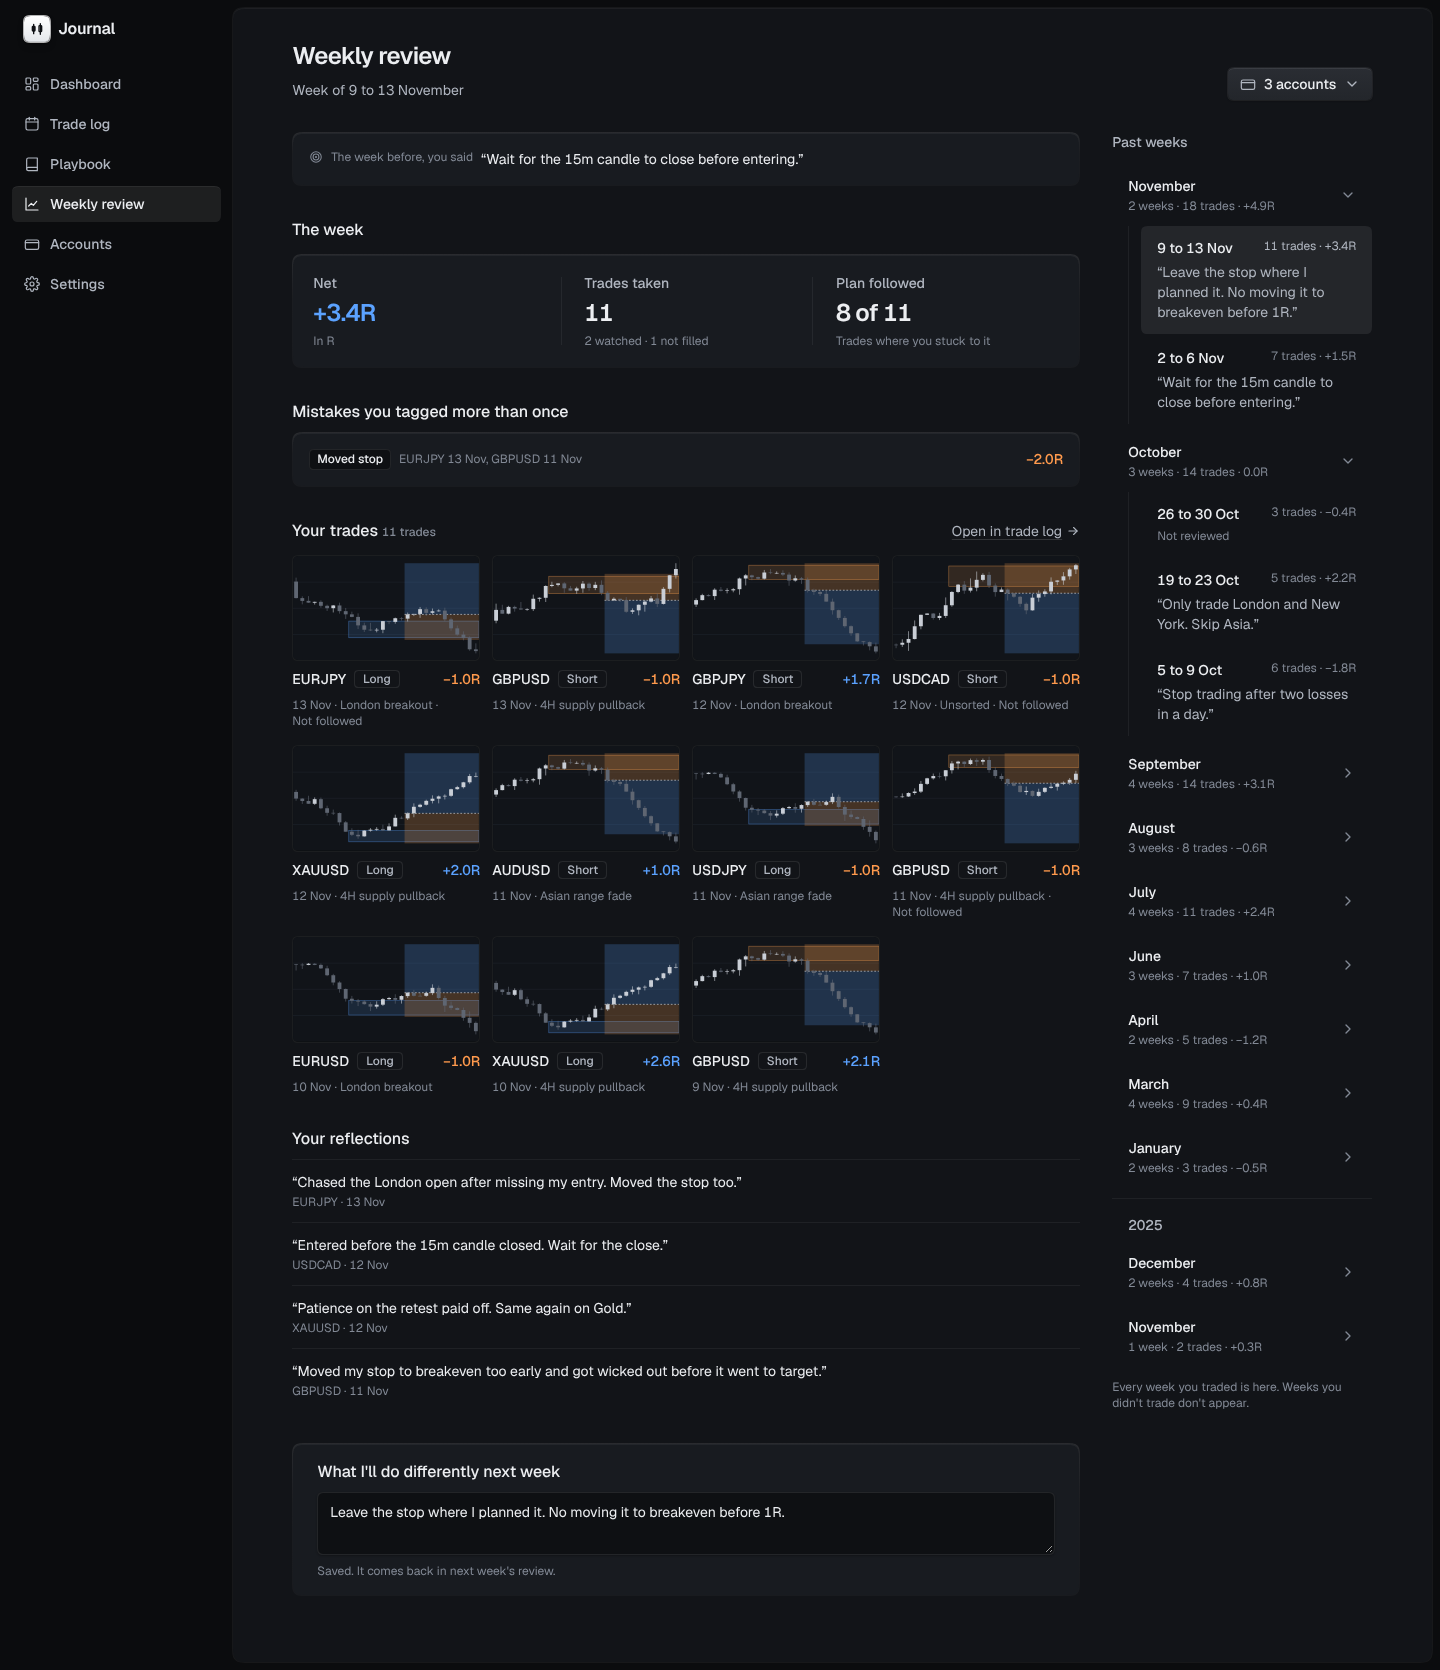 Journal
Dashboard
Trade log
Playbook
Weekly review
Accounts
Settings
Weekly review
Week of 9 to 13 November
3 accounts
The week before, you said “Wait for the 15m candle to close before entering.”
The week
Net
+3.4R
In R
Trades taken
11
2 watched · 1 not filled
Plan followed
8 of 11
Trades where you stuck to it
Mistakes you tagged more than once
Moved stop EURJPY 13 Nov, GBPUSD 11 Nov −2.0R
Your trades 11 trades
Open in trade log →
EURJPY Long −1.0R
13 Nov · London breakout ·
Not followed
GBPUSD Short −1.0R
13 Nov · 4H supply pullback
GBPJPY Short +1.7R
12 Nov · London breakout
USDCAD Short −1.0R
12 Nov · Unsorted · Not followed
XAUUSD Long +2.0R
12 Nov · 4H supply pullback
AUDUSD Short +1.0R
11 Nov · Asian range fade
USDJPY Long −1.0R
11 Nov · Asian range fade
GBPUSD Short −1.0R
11 Nov · 4H supply pullback ·
Not followed
EURUSD Long −1.0R
10 Nov · London breakout
XAUUSD Long +2.6R
10 Nov · 4H supply pullback
GBPUSD Short +2.1R
9 Nov · 4H supply pullback
Your reflections
“Chased the London open after missing my entry. Moved the stop too.”
EURJPY · 13 Nov
“Entered before the 15m candle closed. Wait for the close.”
USDCAD · 12 Nov
“Patience on the retest paid off. Same again on Gold.”
XAUUSD · 12 Nov
“Moved my stop to breakeven too early and got wicked out before it went to target.”
GBPUSD · 11 Nov
What I'll do differently next week
Leave the stop where I planned it. No moving it to breakeven before 1R.
Saved. It comes back in next week's review.
Past weeks
November
2 weeks · 18 trades · +4.9R
9 to 13 Nov 11 trades · +3.4R
“Leave the stop where I
planned it. No moving it to
breakeven before 1R.”
2 to 6 Nov 7 trades · +1.5R
“Wait for the 15m candle to
close before entering.”
October
3 weeks · 14 trades · 0.0R
26 to 30 Oct 3 trades · −0.4R
Not reviewed
19 to 23 Oct 5 trades · +2.2R
“Only trade London and New
York. Skip Asia.”
5 to 9 Oct 6 trades · −1.8R
“Stop trading after two losses
in a day.”
September
4 weeks · 14 trades · +3.1R
August
3 weeks · 8 trades · −0.6R
July
4 weeks · 11 trades · +2.4R
June
3 weeks · 7 trades · +1.0R
April
2 weeks · 5 trades · −1.2R
March
4 weeks · 9 trades · +0.4R
January
2 weeks · 3 trades · −0.5R
2025
December
2 weeks · 4 trades · +0.8R
November
1 week · 2 trades · +0.3R
Every week you traded is here. Weeks you
didn't trade don't appear.